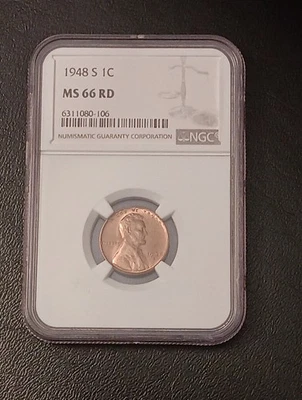 1948 S 1C
MS 66 RD
6311080-106
NUMISMATIC GUARANTY CORPORATION
NGC